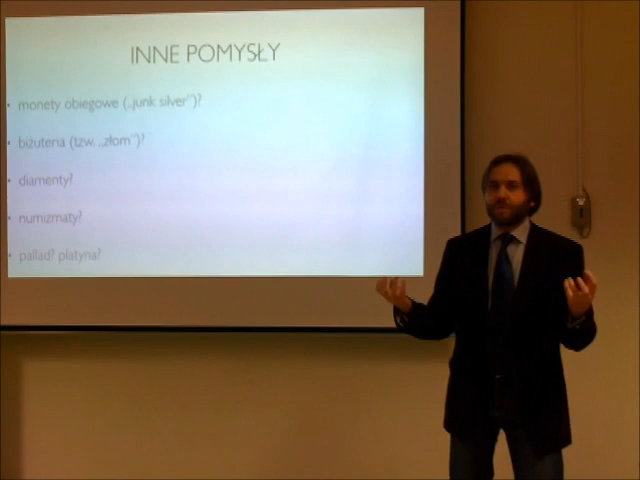 INNE POMYSŁY
• monety obiegowe („junk silver”)?
• biżuteria (tzw. „złom”)?
• diamenty?
• numizmaty?
• pallad? platyna?